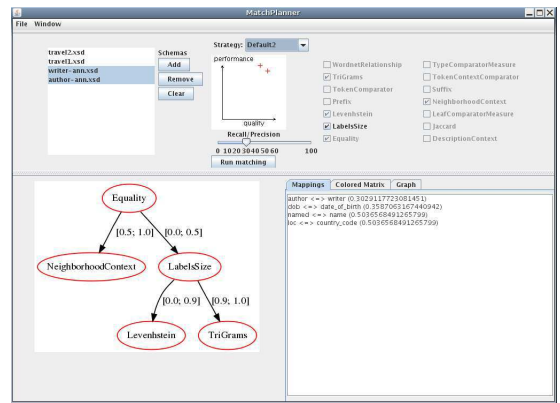 MatchPlanner
File Window
travel2.xsd
travel1.xsd
writer-ann.xsd
author-ann.xsd
Schemas
Add
Remove
Clear
Strategy: Default2
performance
quality
Recall/Precision
0 10 20 30 40 50 60 100
Run matching
WordnetRelationship
TriGrams
TokenComparator
Prefix
Levenhstein
LabelsSize
Equality
TypeComparatorMeasure
TokenContextComparator
Suffix
NeighborhoodContext
LeafComparatorMeasure
Jaccard
DescriptionContext
Equality
[0.5; 1.0] [0.0; 0.5]
NeighborhoodContext LabelsSize
[0.0; 0.9] [0.9; 1.0]
Levenhstein TriGrams
Mappings Colored Matrix Graph
author <=> writer (0.3029117723081451)
dob <=> date_of_birth (0.3587063167440942)
named <=> name (0.5036568491265799)
loc <=> country_code (0.5036568491265799)